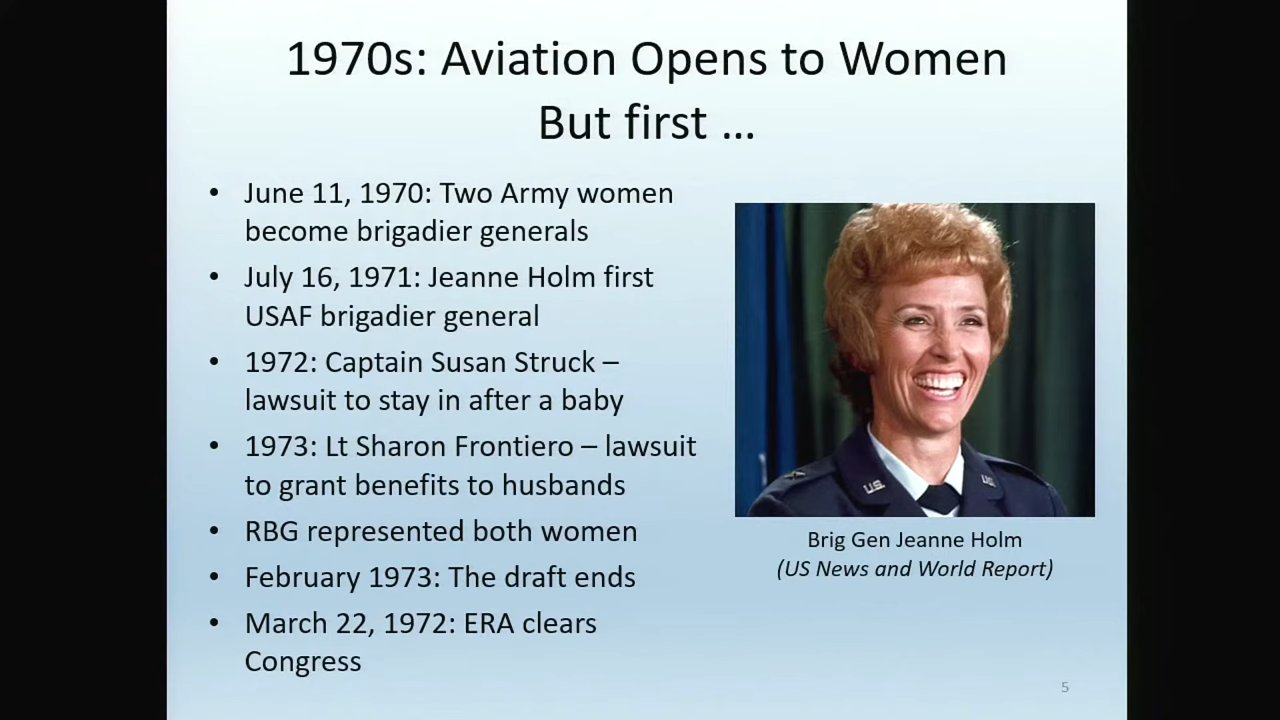 1970s: Aviation Opens to Women
But first …
• June 11, 1970: Two Army women
become brigadier generals
• July 16, 1971: Jeanne Holm first
USAF brigadier general
• 1972: Captain Susan Struck –
lawsuit to stay in after a baby
• 1973: Lt Sharon Frontiero – lawsuit
to grant benefits to husbands
• RBG represented both women
• February 1973: The draft ends
• March 22, 1972: ERA clears
Congress
U.S.
U.S.
Brig Gen Jeanne Holm
(US News and World Report)
5